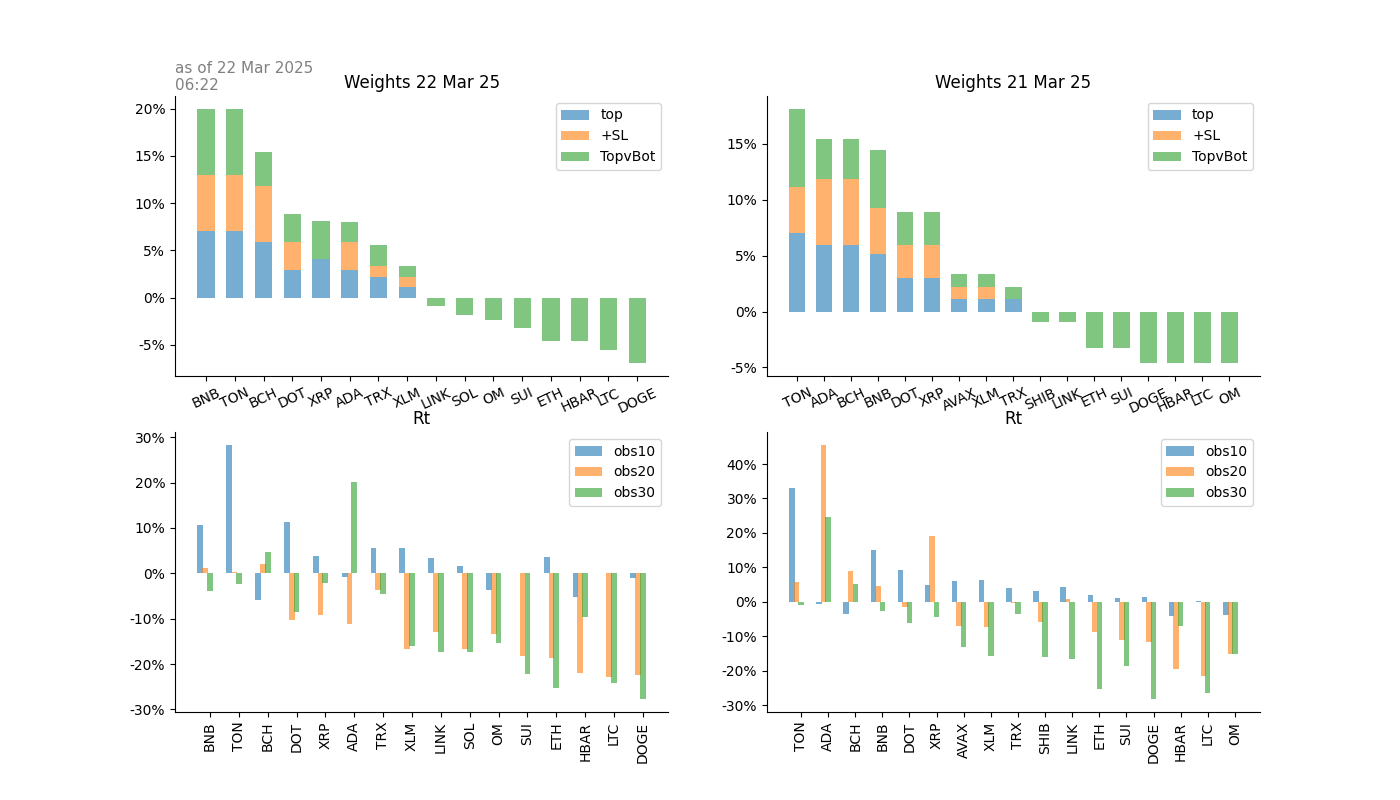 as of 22 Mar 2025
06:22
Weights 22 Mar 25
20%
15%
10%
5%
0%
-5%
top
+SL
TopvBot
BNB TON BCH DOT XRP ADA TRX XLM LINK SOL OM SUI ETH HBAR LTC DOGE
Weights 21 Mar 25
15%
10%
5%
0%
-5%
top
+SL
TopvBot
TON ADA BCH BNB DOT XRP AVAX XLM TRX SHIB LINK ETH SUI DOGE HBAR LTC OM
Rt
30%
20%
10%
0%
-10%
-20%
-30%
obs10
obs20
obs30
BNB TON BCH DOT XRP ADA TRX XLM LINK SOL OM SUI ETH HBAR LTC DOGE
Rt
40%
30%
20%
10%
0%
-10%
-20%
-30%
obs10
obs20
obs30
TON ADA BCH BNB DOT XRP AVAX XLM TRX SHIB LINK ETH SUI DOGE HBAR LTC OM